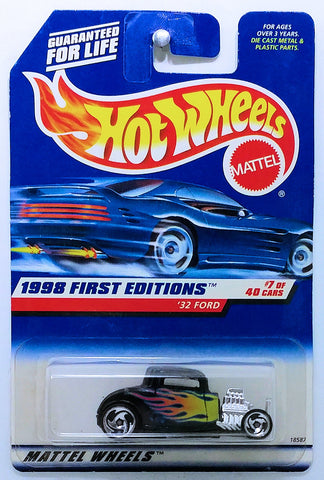 GUARANTEED
FOR LIFE
FOR AGES
OVER 3 YEARS.
DIE CAST METAL &
PLASTIC PARTS.
HOT WHEELS
MATTEL
®
1998 FIRST EDITIONS™
#7 OF
40 CARS
'32 FORD
18587
MATTEL WHEELS™